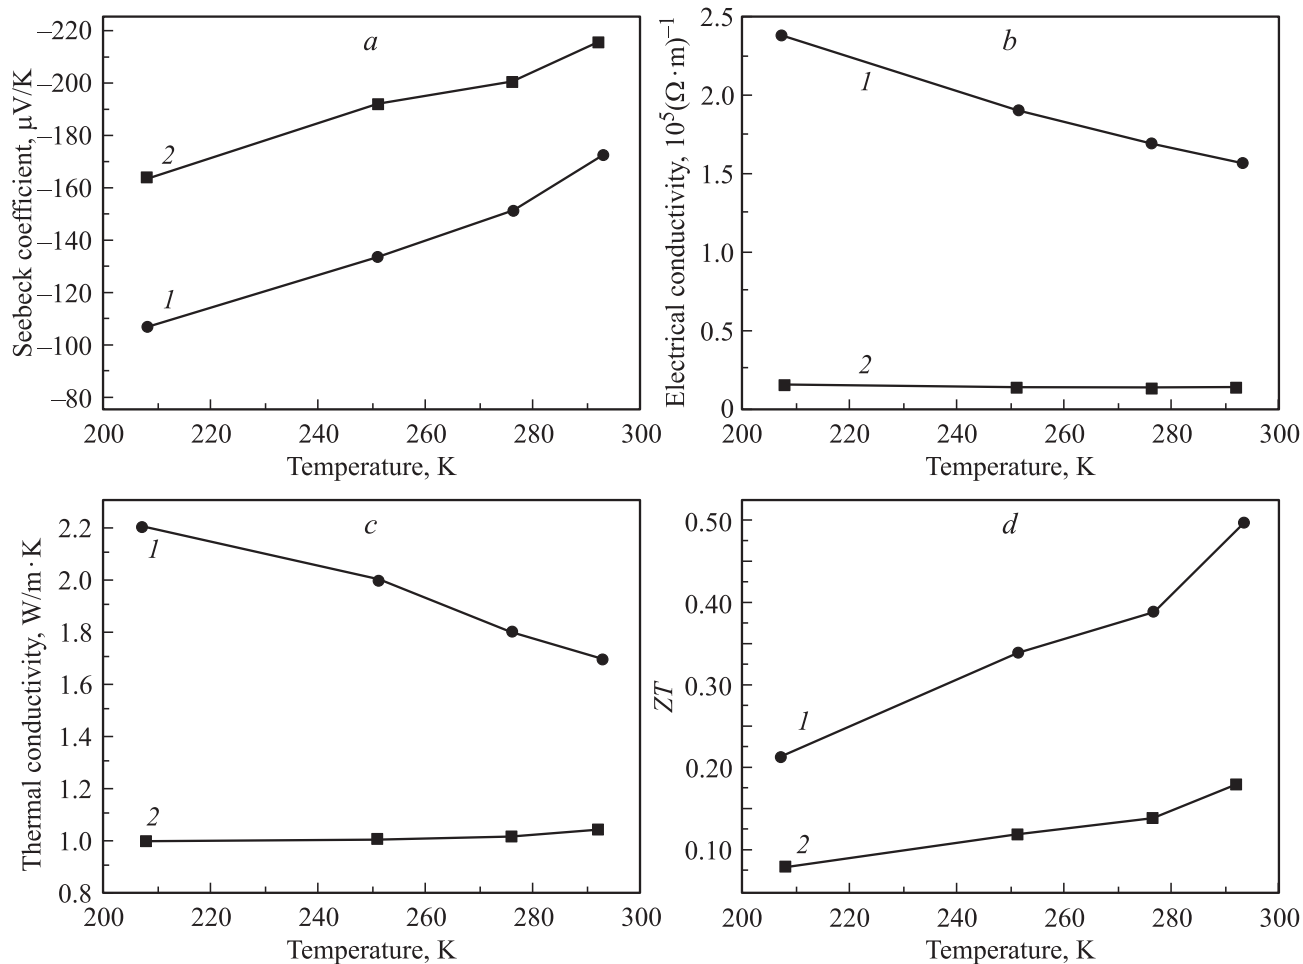 a
Seebeck coefficient, μV/K
–220
–200
–180
–160
–140
–120
–100
–80
2
1
200 220 240 260 280 300
Temperature, K
b
Electrical conductivity, 10⁵(Ω·m)⁻¹
2.5
2.0
1.5
1.0
0.5
0
1
2
200 220 240 260 280 300
Temperature, K
c
Thermal conductivity, W/m·K
2.2
2.0
1.8
1.6
1.4
1.2
1.0
0.8
1
2
200 220 240 260 280 300
Temperature, K
d
ZT
0.50
0.40
0.30
0.20
0.10
1
2
200 220 240 260 280 300
Temperature, K